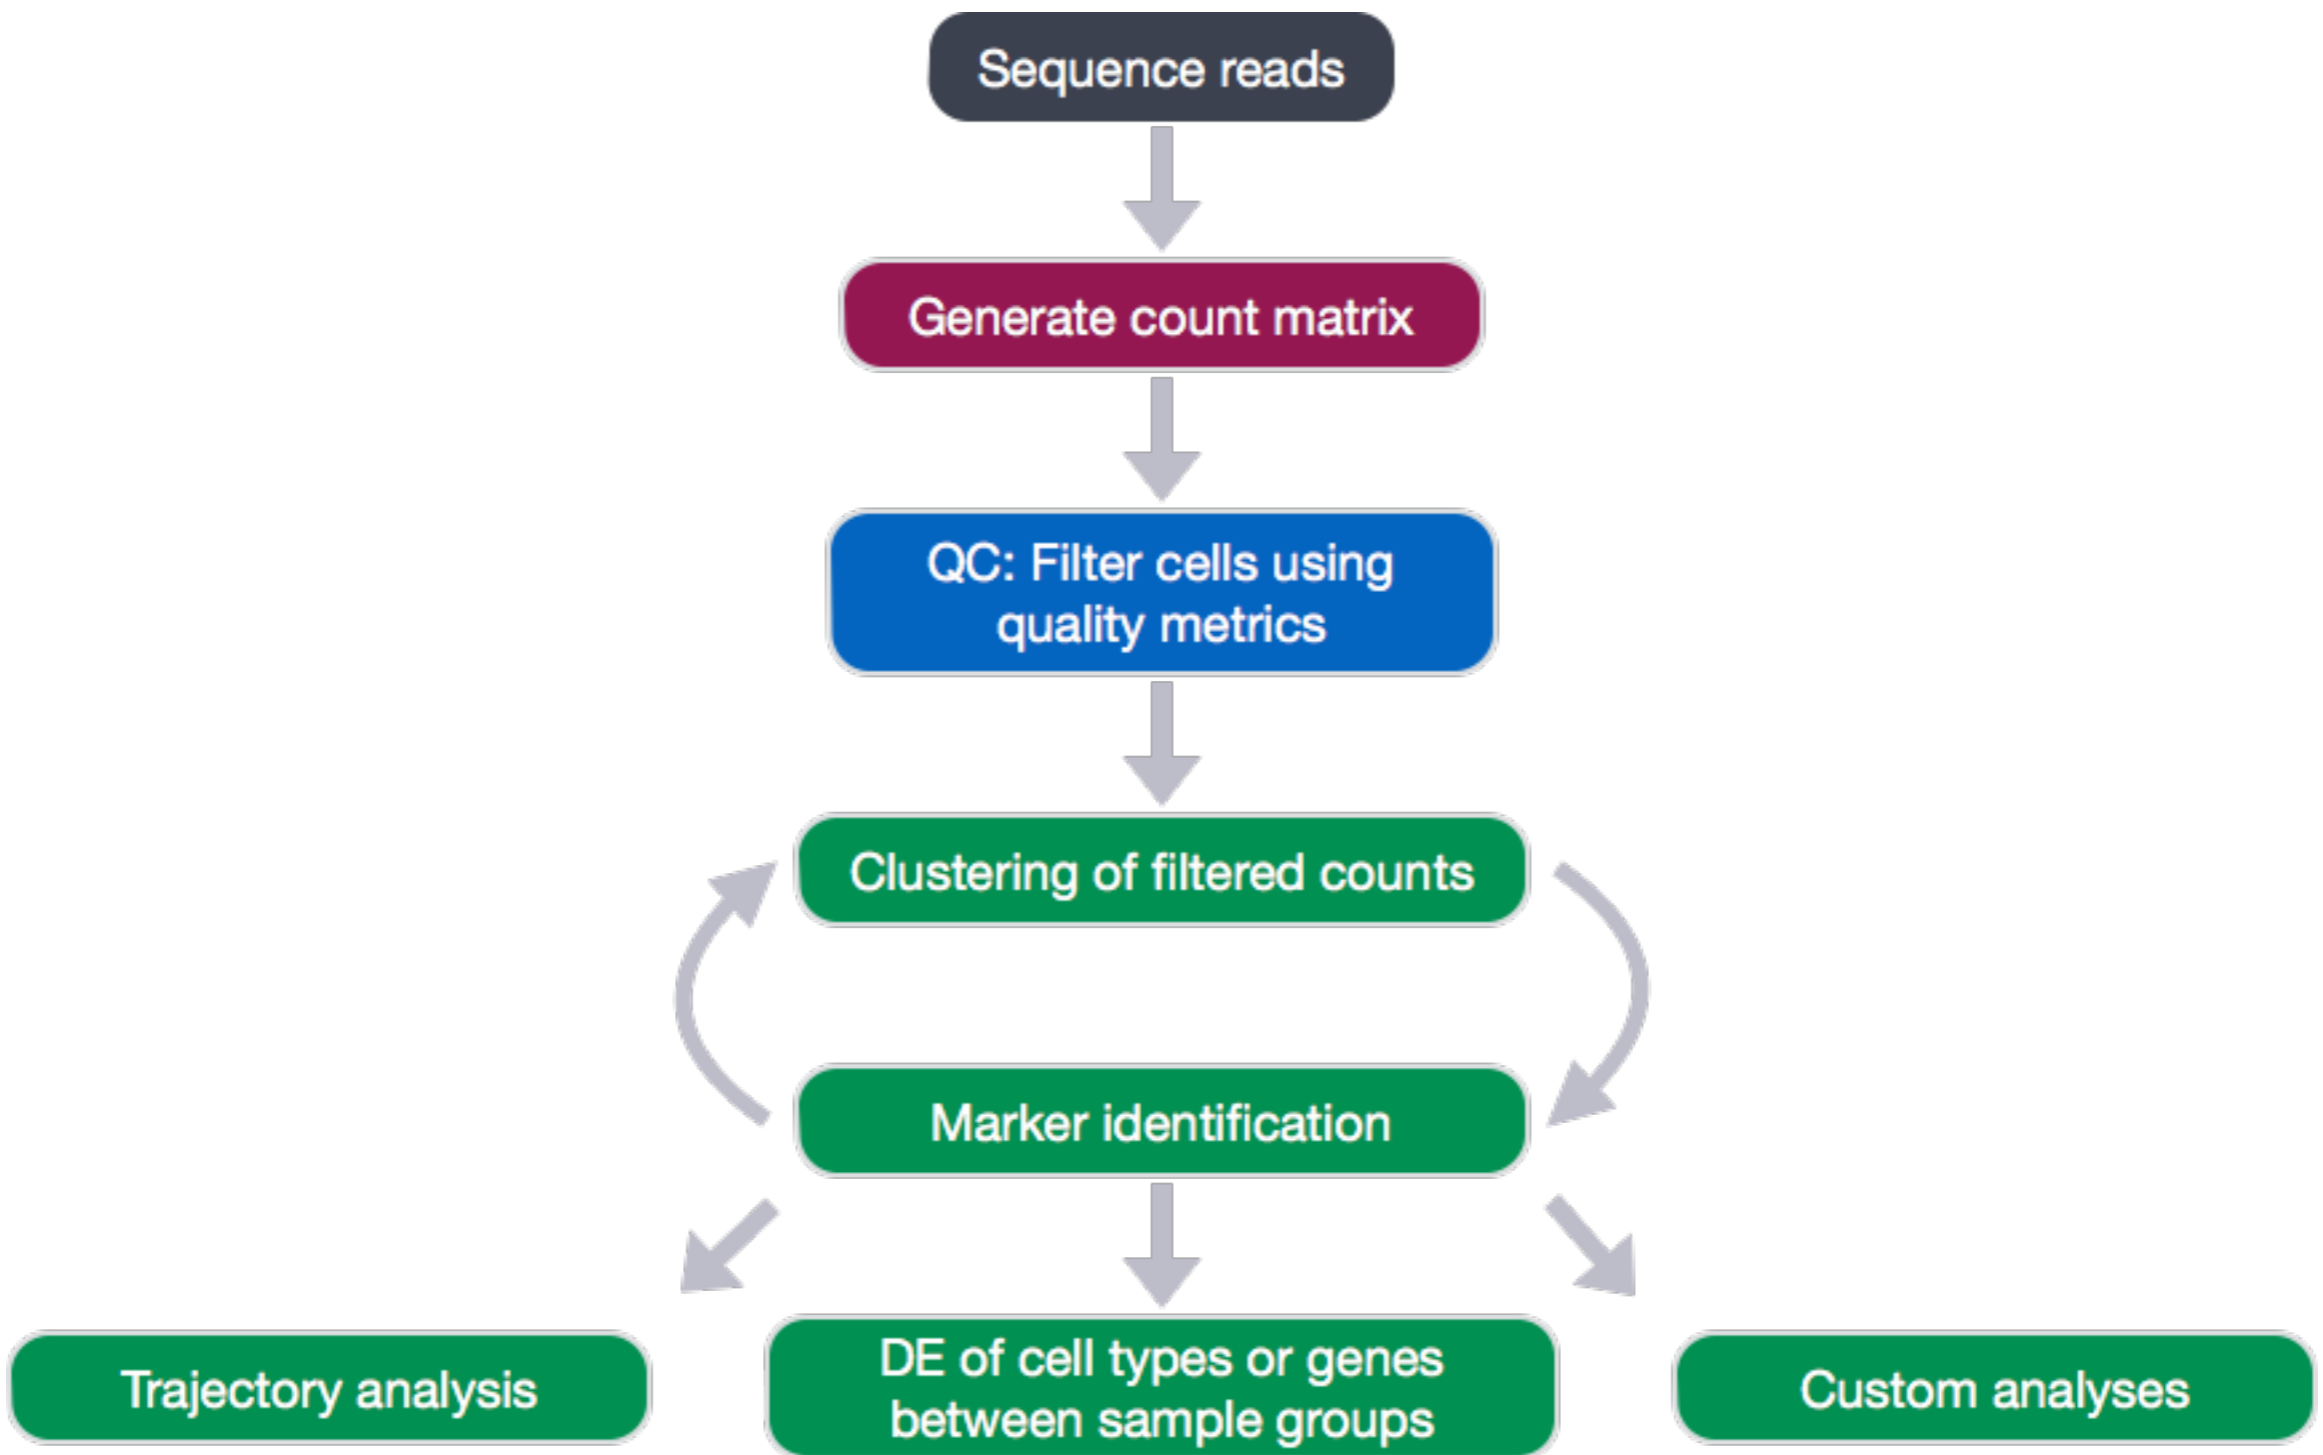 Sequence reads
Generate count matrix
QC: Filter cells using
quality metrics
Clustering of filtered counts
Marker identification
Trajectory analysis
DE of cell types or genes
between sample groups
Custom analyses